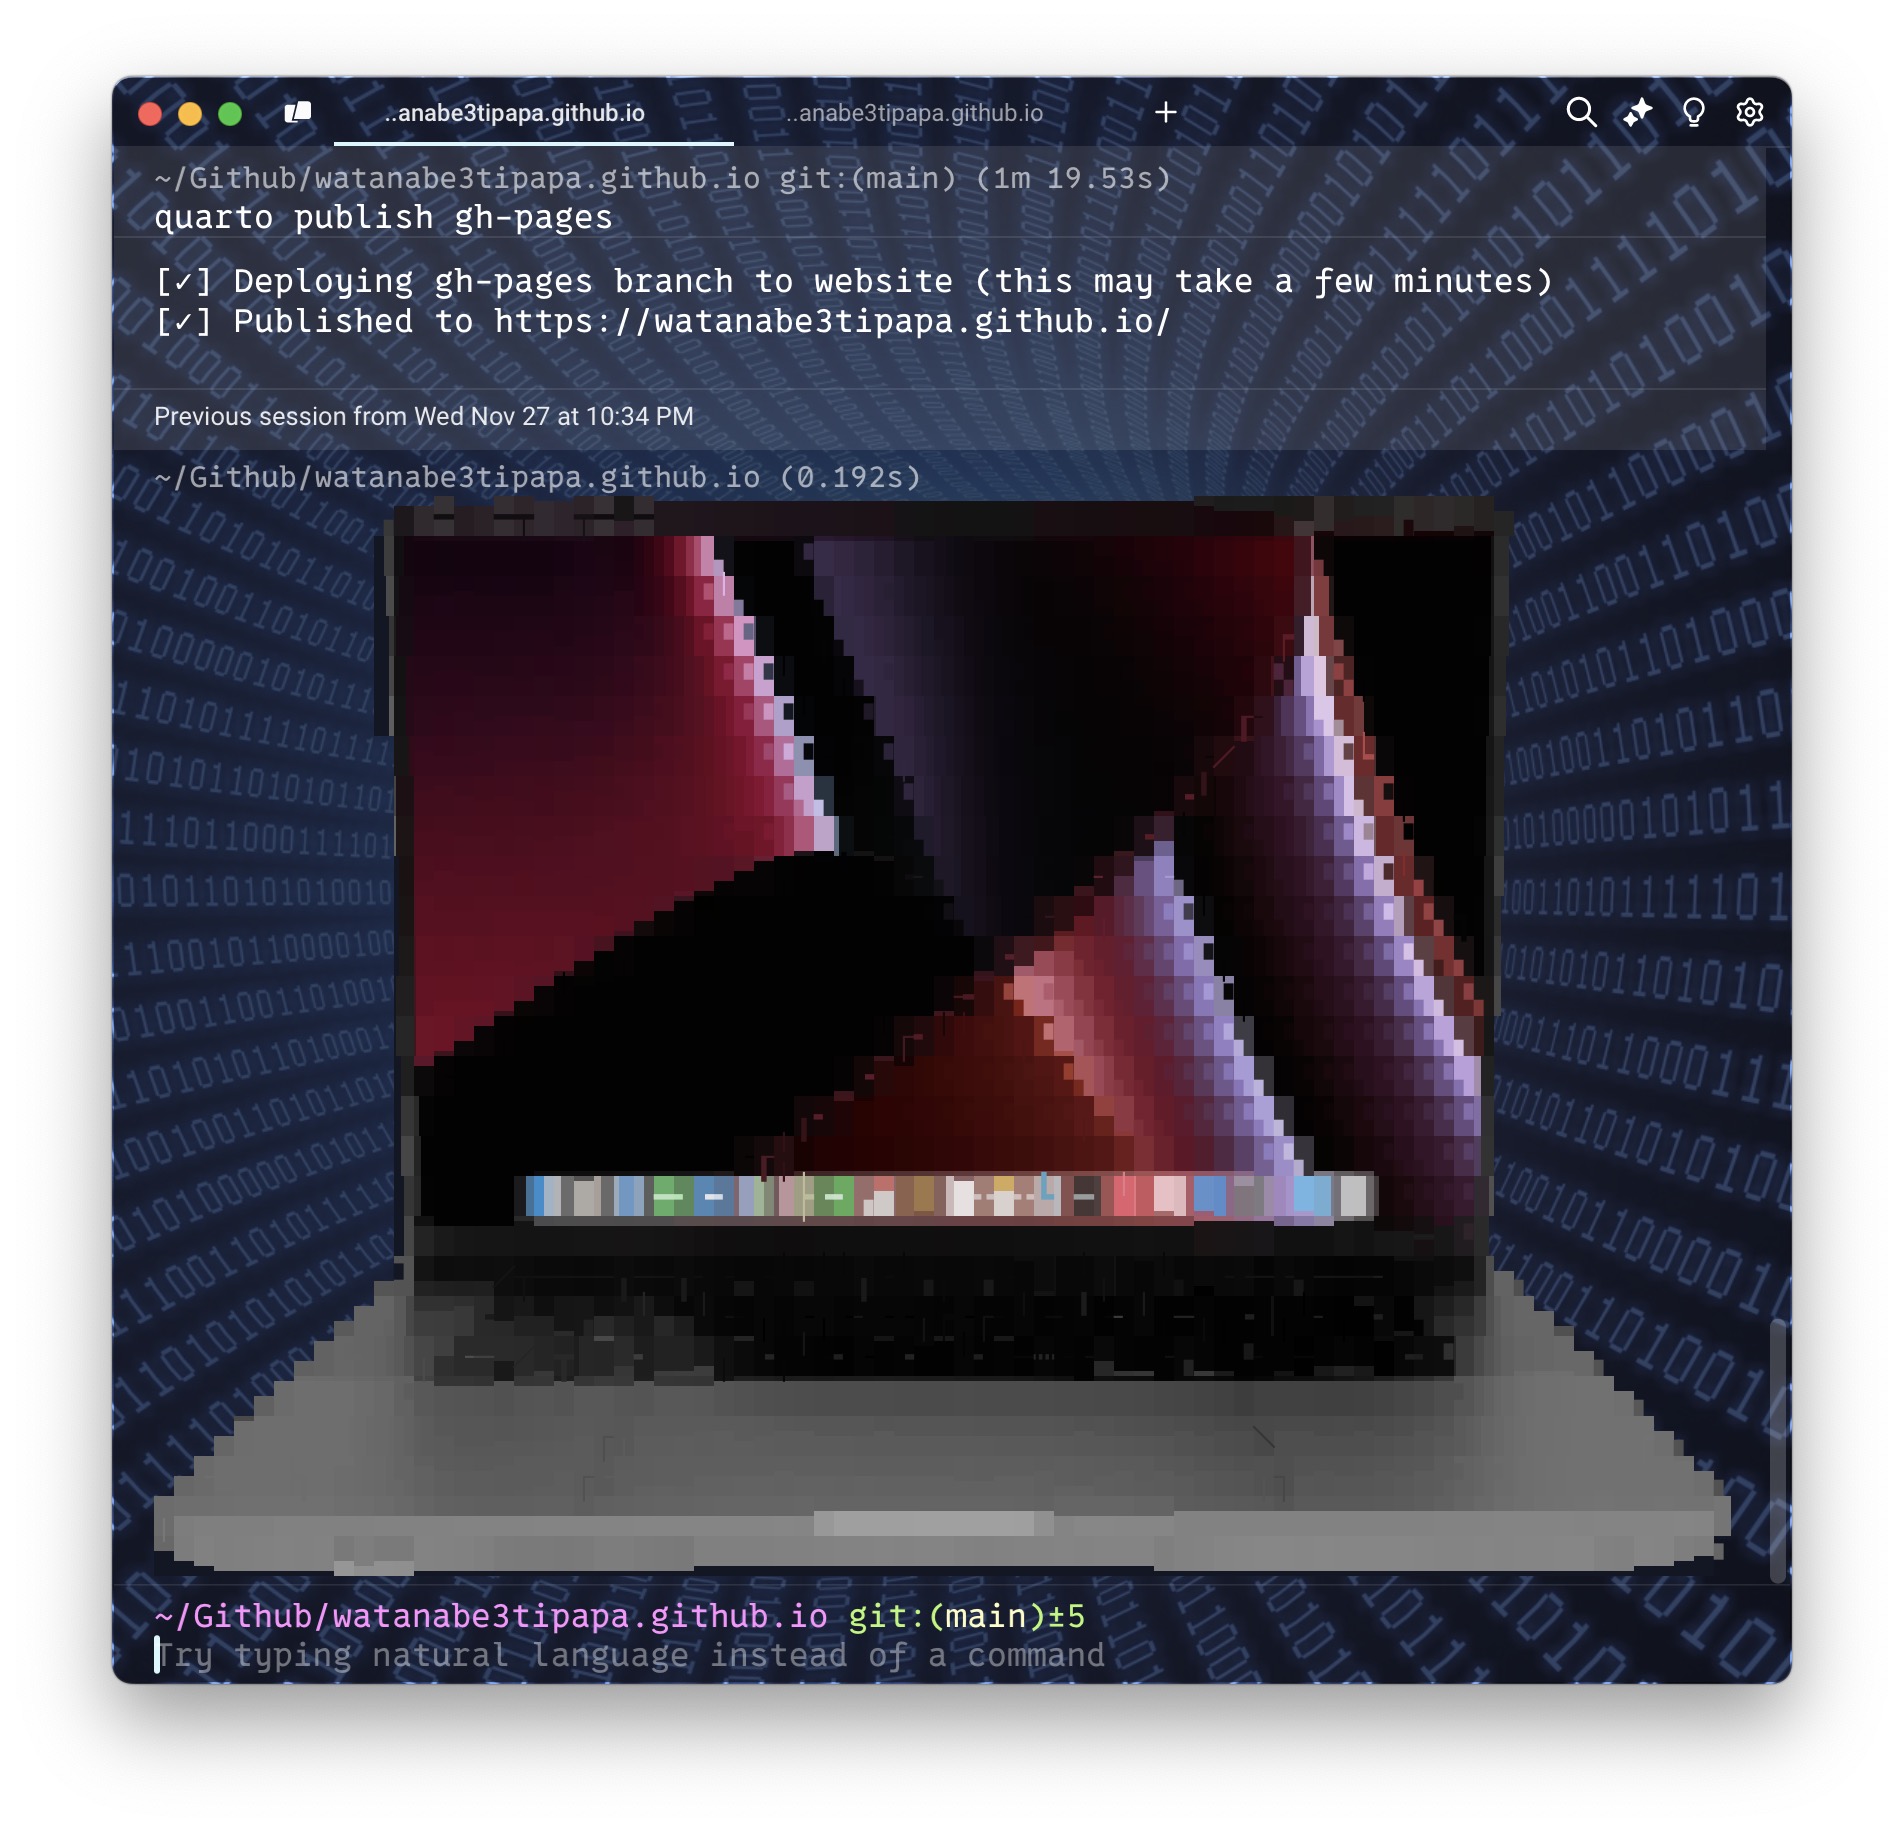 ..anabe3tipapa.github.io
..anabe3tipapa.github.io
~/Github/watanabe3tipapa.github.io git:(main) (1m 19.53s)
quarto publish gh-pages
[✓] Deploying gh-pages branch to website (this may take a few minutes)
[✓] Published to https://watanabe3tipapa.github.io/
Previous session from Wed Nov 27 at 10:34 PM
~/Github/watanabe3tipapa.github.io (0.192s)
~/Github/watanabe3tipapa.github.io git:(main)±5
Try typing natural language instead of a command